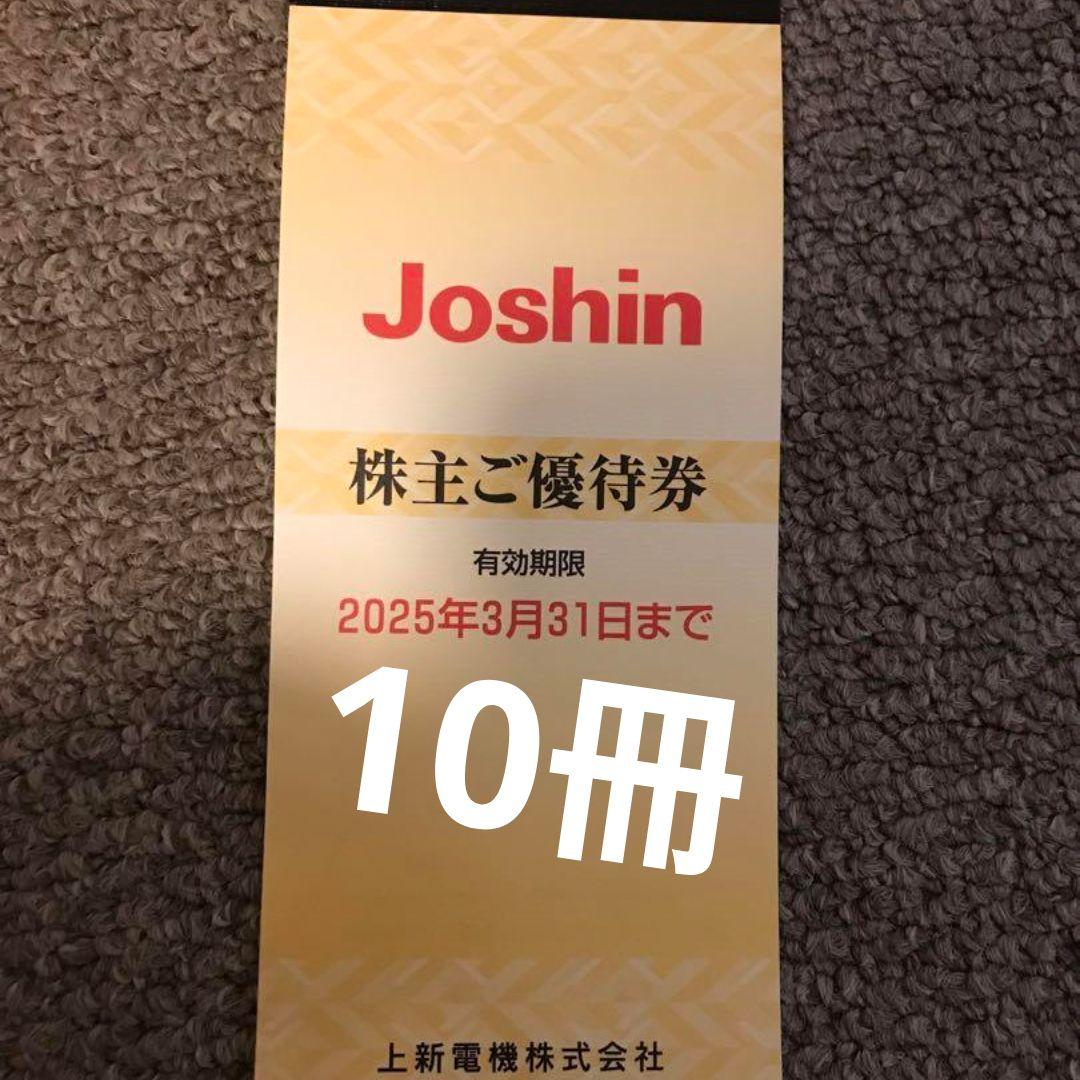 Joshin
株主ご優待券
有効期限
2025年3月31日まで
10冊
上新電機株式会社